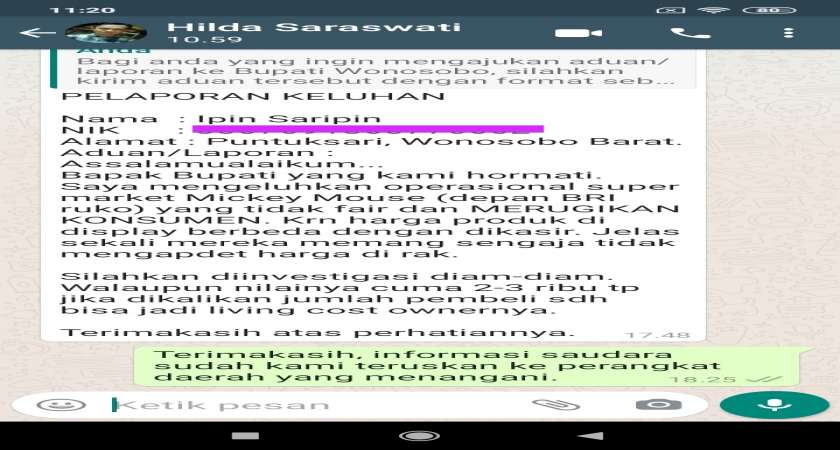 11:20
80
Hilda Saraswati
10.59
Anda
Bagi anda yang ingin mengajukan aduan/
laporan ke Bupati Wonosobo, silahkan
kirim aduan tersebut dengan format seb...
PELAPORAN KELUHAN
Nama : Ipin Saripin
NIK :
Alamat : Puntuksari, Wonosobo Barat.
Aduan/Laporan :
Assalamualaikum...
Bapak Bupati yang kami hormati.
Saya mengeluhkan operasional super
market Mickey Mouse (depan BRI
ruko) yang tidak fair dan MERUGIKAN
KONSUMEN. Krn harga produk di
display berbeda dengan dikasir. Jelas
sekali mereka memang sengaja tidak
mengapdet harga di rak.
Silahkan diinvestigasi diam-diam.
Walaupun nilainya cuma 2-3 ribu tp
jika dikalikan jumlah pembeli sdh
bisa jadi living cost ownernya.
Terimakasih atas perhatiannya.
17.48
Terimakasih, informasi saudara
sudah kami teruskan ke perangkat
daerah yang menangani.
18.25
Ketik pesan